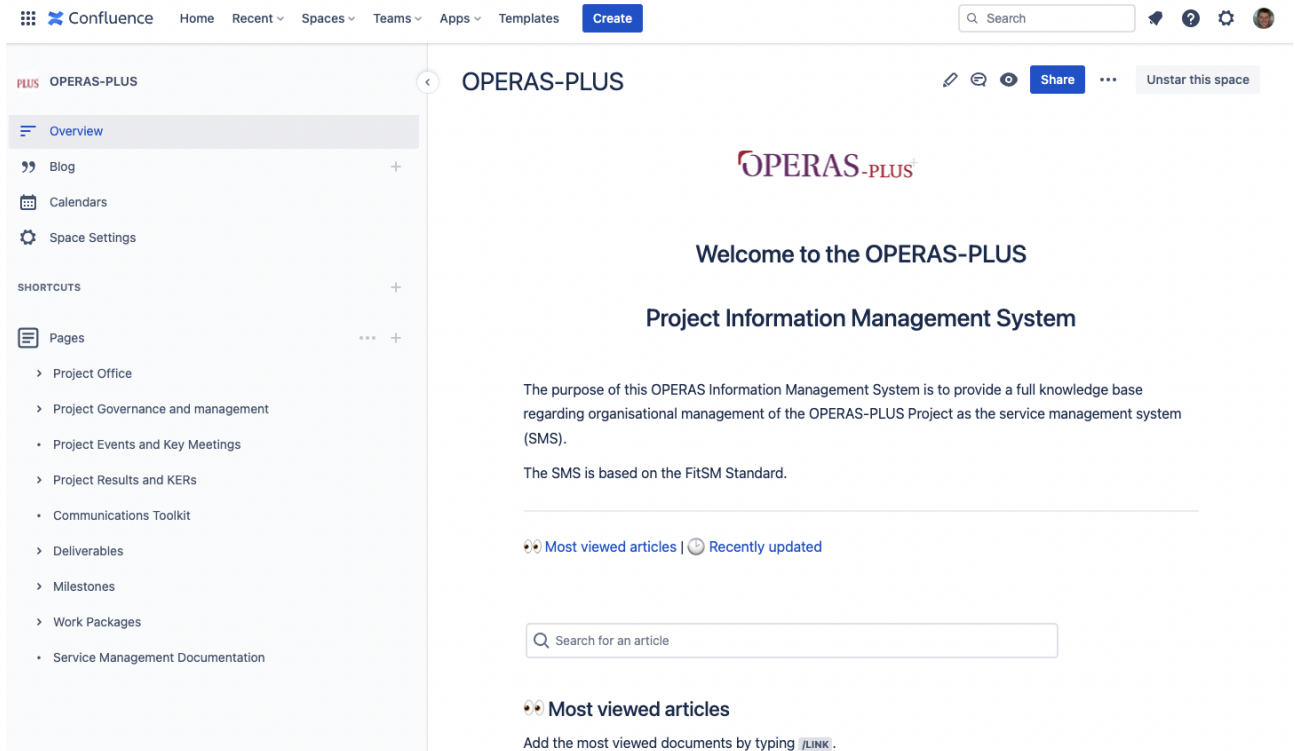 Confluence Home Recent Spaces Teams Apps Templates Create Search
PLUS OPERAS-PLUS
Overview
Blog
Calendars
Space Settings
SHORTCUTS
Pages
Project Office
Project Governance and management
Project Events and Key Meetings
Project Results and KERs
Communications Toolkit
Deliverables
Milestones
Work Packages
Service Management Documentation
OPERAS-PLUS
Share
Unstar this space
OPERAS-PLUS
Welcome to the OPERAS-PLUS
Project Information Management System
The purpose of this OPERAS Information Management System is to provide a full knowledge base
regarding organisational management of the OPERAS-PLUS Project as the service management system
(SMS).
The SMS is based on the FitSM Standard.
Most viewed articles | Recently updated
Search for an article
Most viewed articles
Add the most viewed documents by typing /LINK.